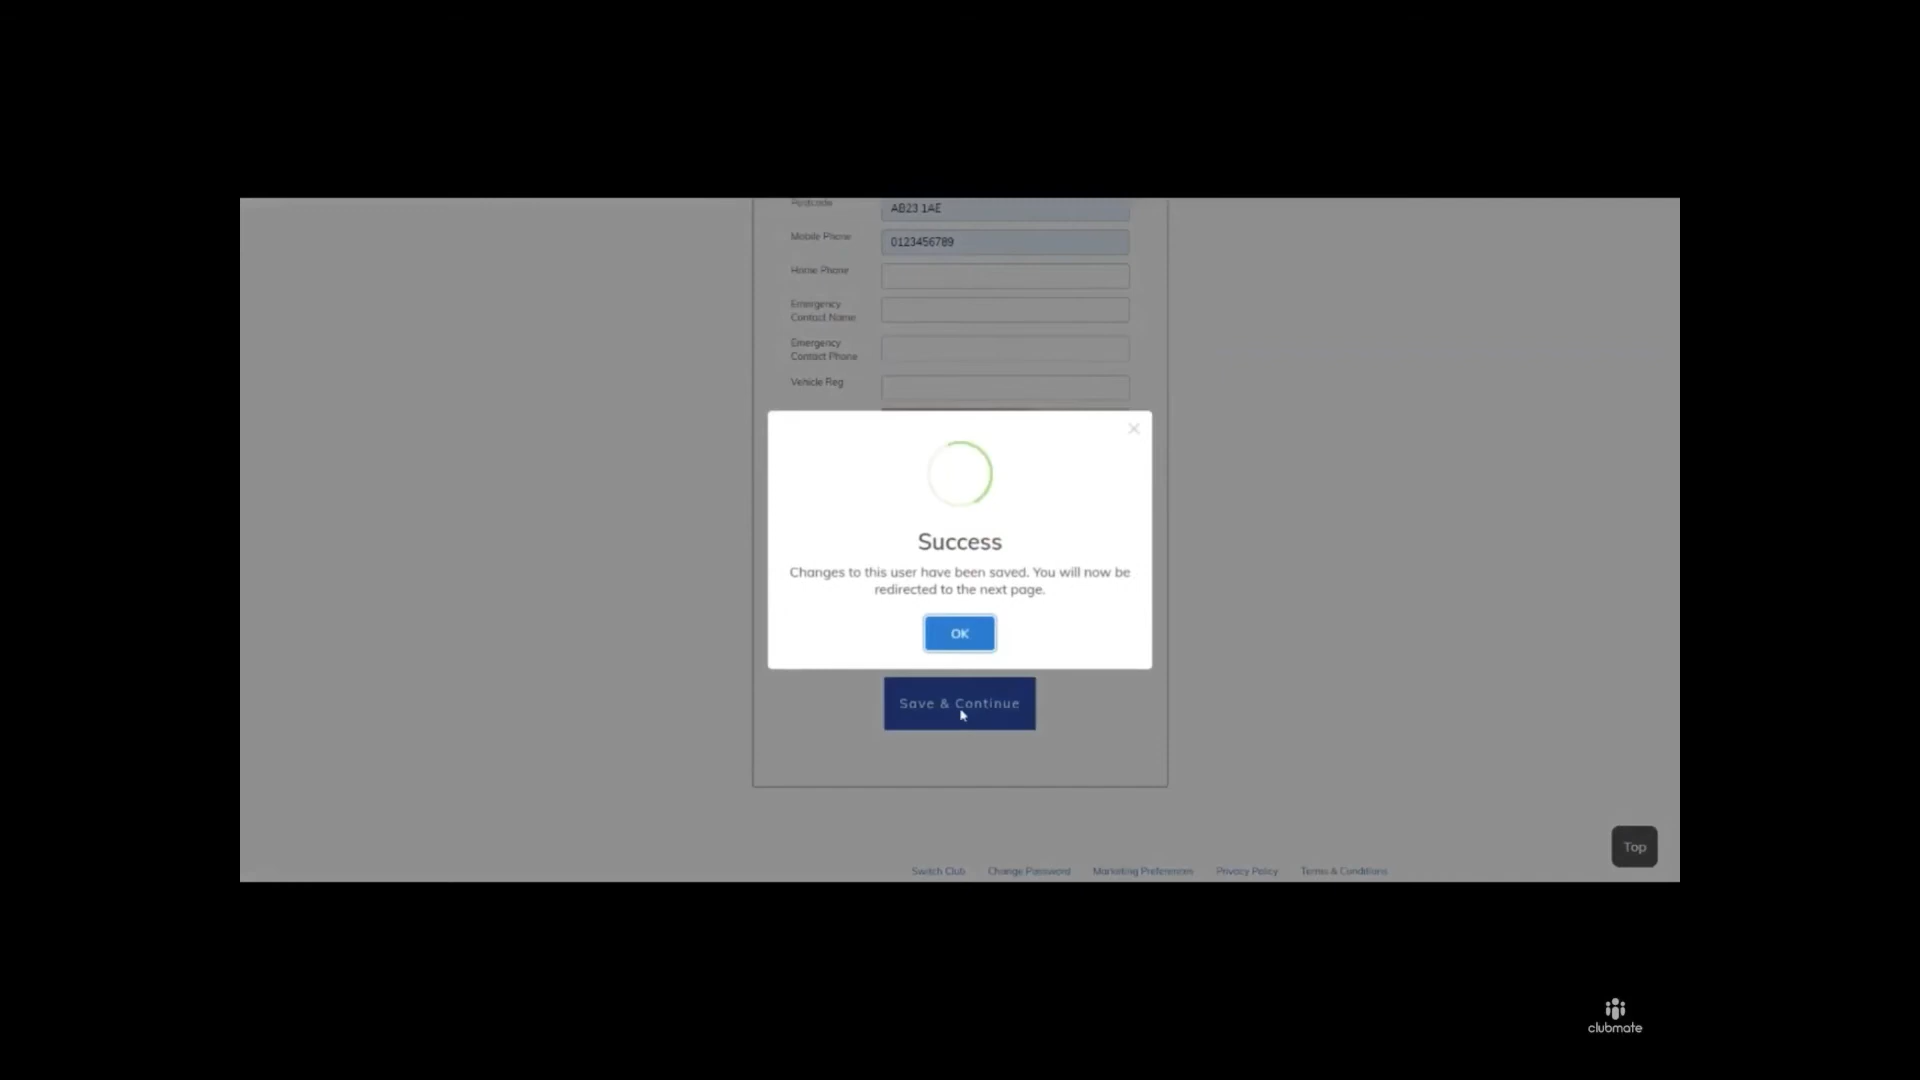 Postcode
AB23 1AE
Mobile Phone
0123456789
Home Phone
Emergency
Contact Name
Emergency
Contact Phone
Vehicle Reg
×
Success
Changes to this user have been saved. You will now be
redirected to the next page.
OK
Save & Continue
Top
Switch Club Change Password Marketing Preferences Privacy Policy Terms & Conditions
clubmate